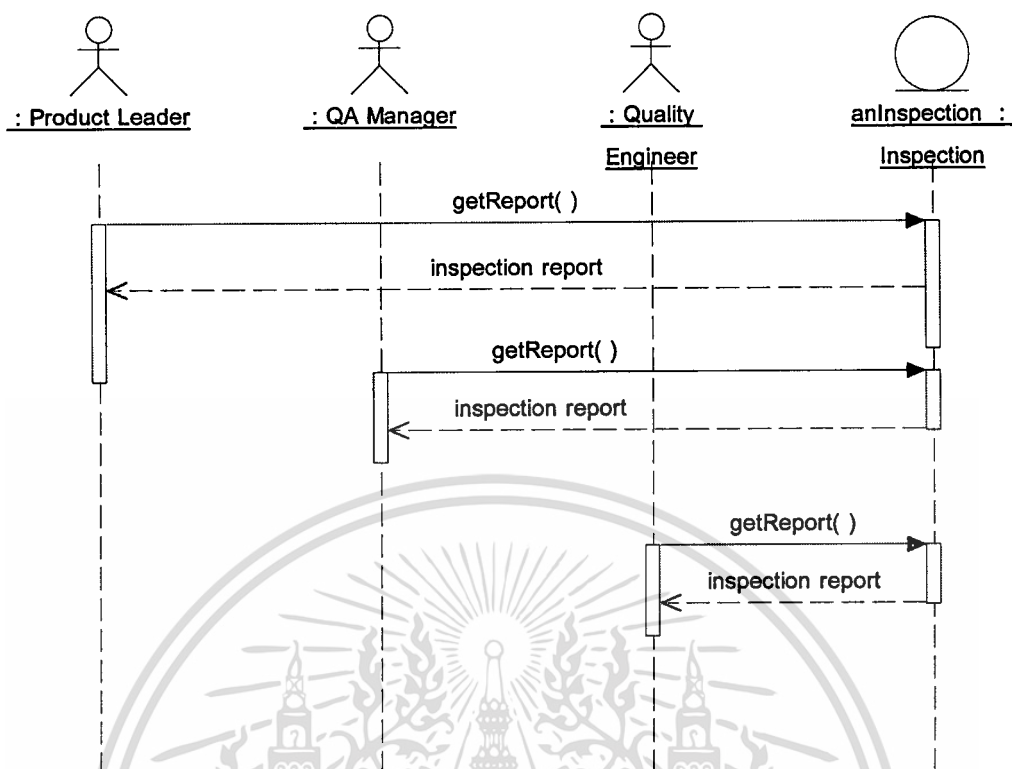 : Product Leader
: QA Manager
: Quality
Engineer
anInspection :
Inspection
getReport( )
inspection report
getReport( )
inspection report
getReport( )
inspection report